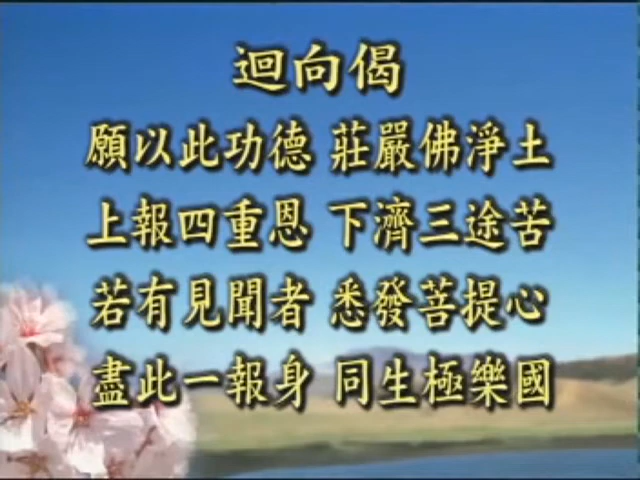 迴向偈
願以此功德 莊嚴佛淨土
上報四重恩 下濟三途苦
若有見聞者 悉發菩提心
盡此一報身 同生極樂國